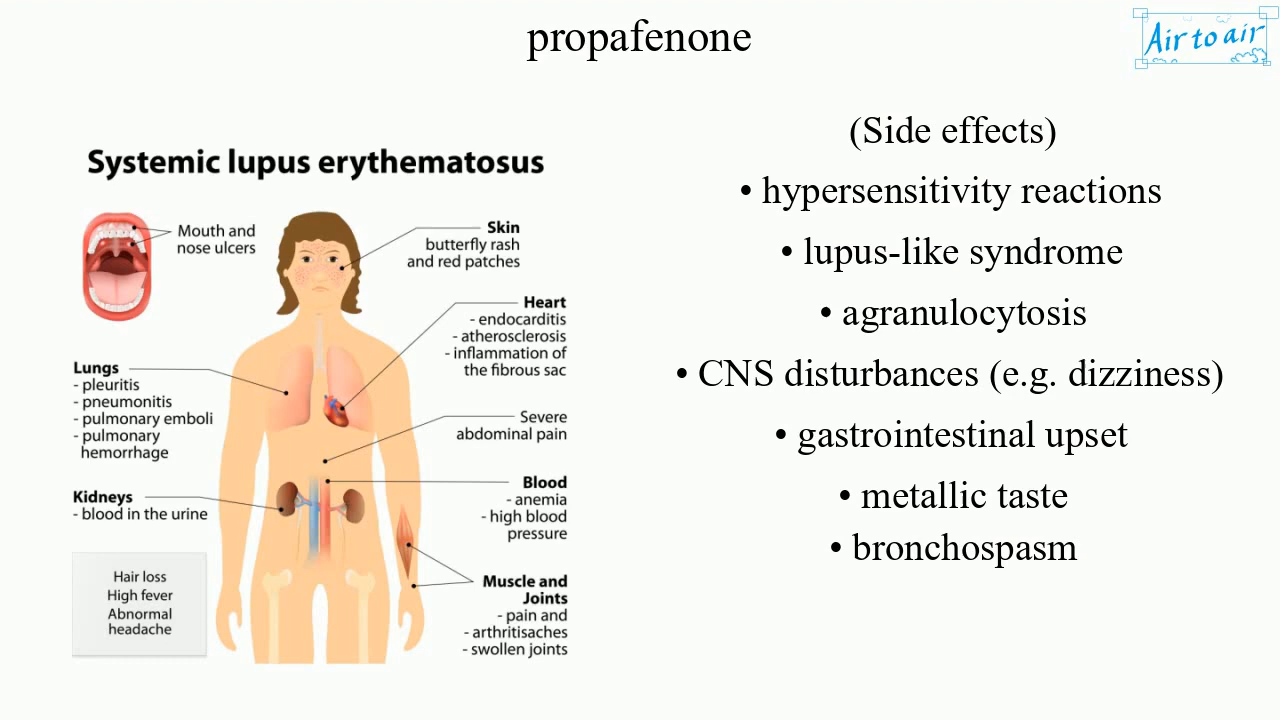 propafenone
Air to air
Systemic lupus erythematosus
Mouth and
nose ulcers
Skin
butterfly rash
and red patches
Heart
- endocarditis
- atherosclerosis
- inflammation of
the fibrous sac
Lungs
- pleuritis
- pneumonitis
- pulmonary emboli
- pulmonary
hemorrhage
Severe
abdominal pain
Kidneys
- blood in the urine
Blood
- anemia
- high blood
pressure
Hair loss
High fever
Abnormal
headache
Muscle and
Joints
- pain and
- arthritisaches
- swollen joints
(Side effects)
• hypersensitivity reactions
• lupus-like syndrome
• agranulocytosis
• CNS disturbances (e.g. dizziness)
• gastrointestinal upset
• metallic taste
• bronchospasm